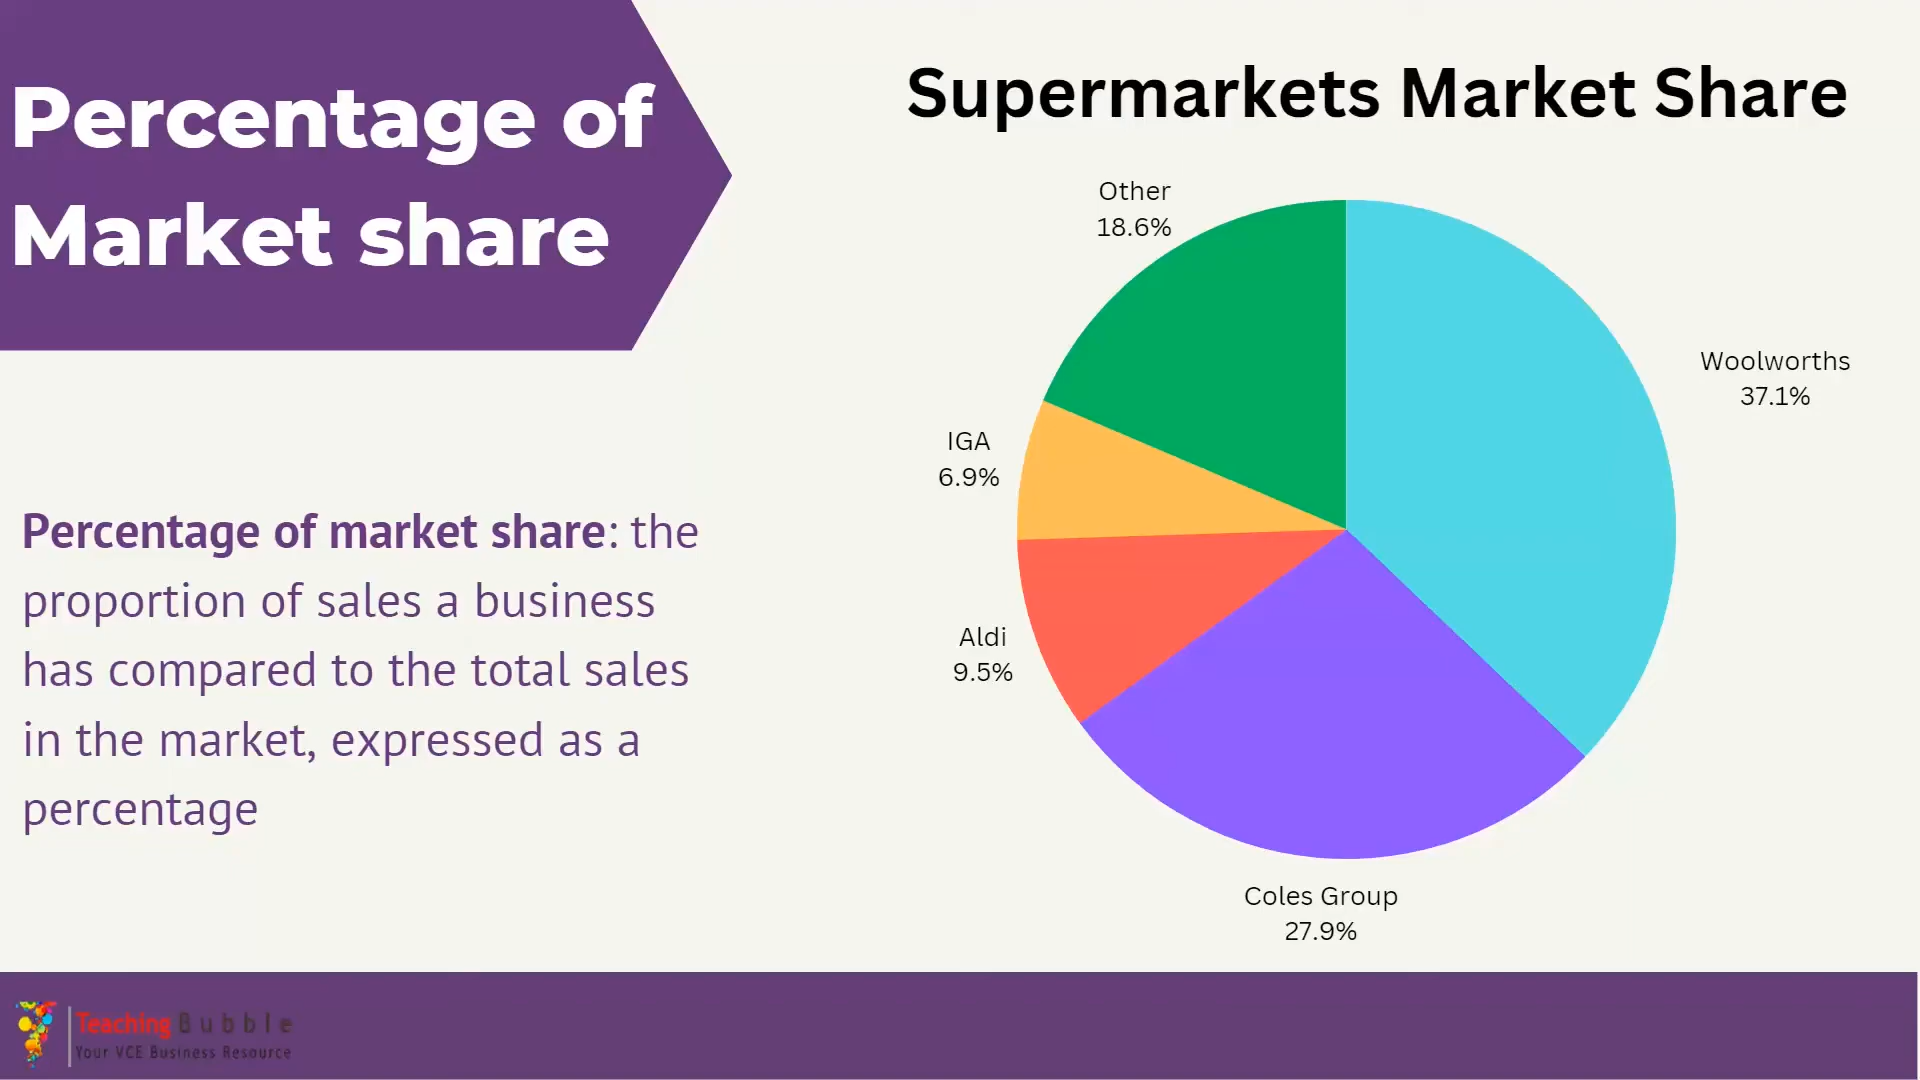 Percentage of
Market share
Percentage of market share: the
proportion of sales a business
has compared to the total sales
in the market, expressed as a
percentage
Supermarkets Market Share
Other
18.6%
Woolworths
37.1%
IGA
6.9%
Aldi
9.5%
Coles Group
27.9%
Teaching Bubble
Your VCE Business Resource